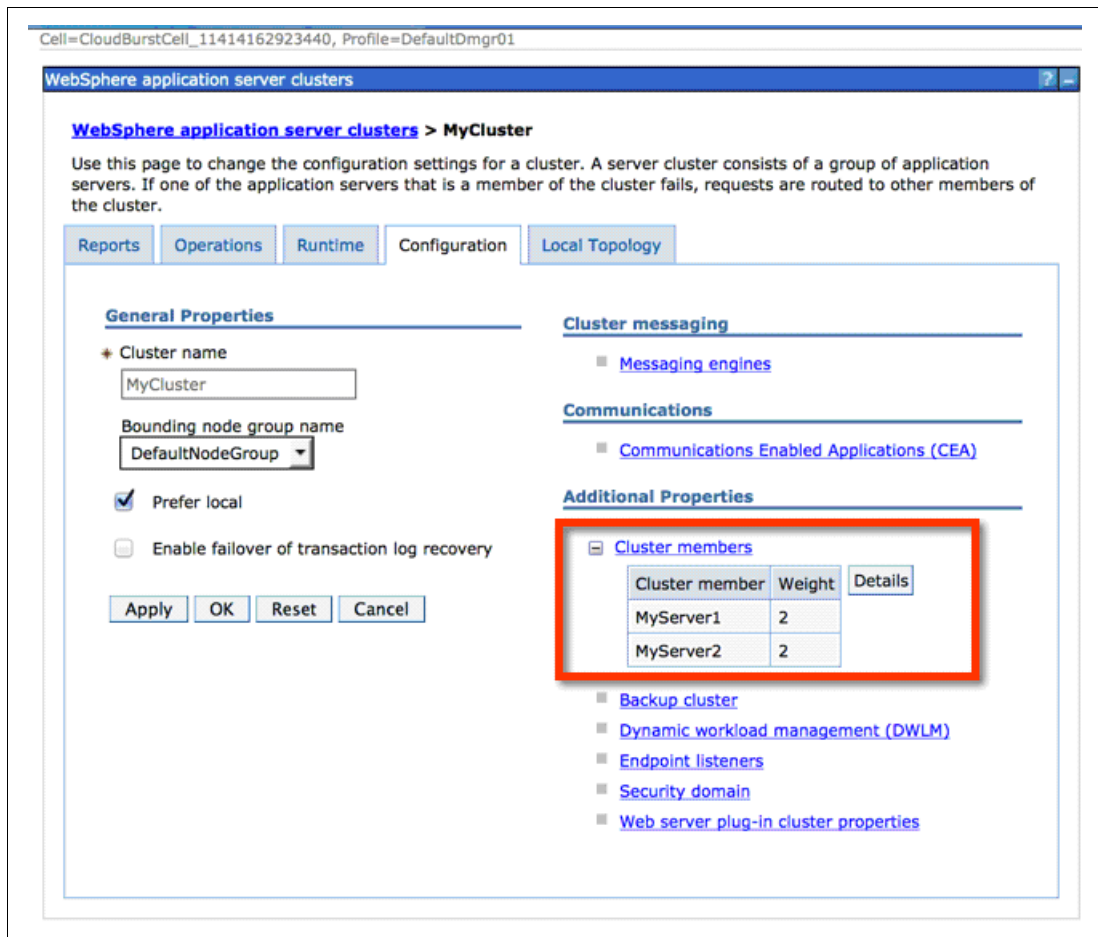 Cell=CloudBurstCell_11414162923440, Profile=DefaultDmgr01
WebSphere application server clusters ? –
WebSphere application server clusters > MyCluster
Use this page to change the configuration settings for a cluster. A server cluster consists of a group of application
servers. If one of the application servers that is a member of the cluster fails, requests are routed to other members of
the cluster.
Reports Operations Runtime Configuration Local Topology
General Properties
Cluster name
MyCluster
Bounding node group name
DefaultNodeGroup
Prefer local
Enable failover of transaction log recovery
Apply OK Reset Cancel
Cluster messaging
Messaging engines
Communications
Communications Enabled Applications (CEA)
Additional Properties
Cluster members
Cluster member Weight Details
MyServer1 2
MyServer2 2
Backup cluster
Dynamic workload management (DWLM)
Endpoint listeners
Security domain
Web server plug-in cluster properties